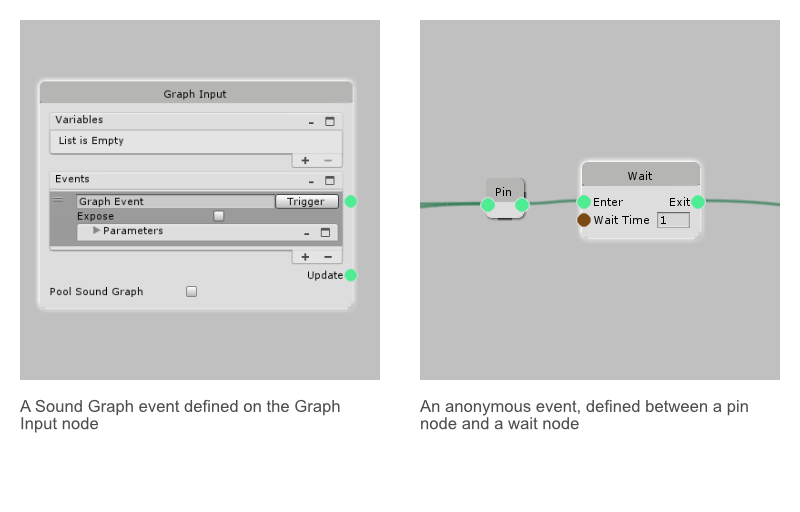 Graph Input
Variables
List is Empty
Events
Graph Event
Trigger
Expose
Parameters
Update
Pool Sound Graph
A Sound Graph event defined on the Graph
Input node
Pin
Wait
Enter
Exit
Wait Time
1
An anonymous event, defined between a pin
node and a wait node